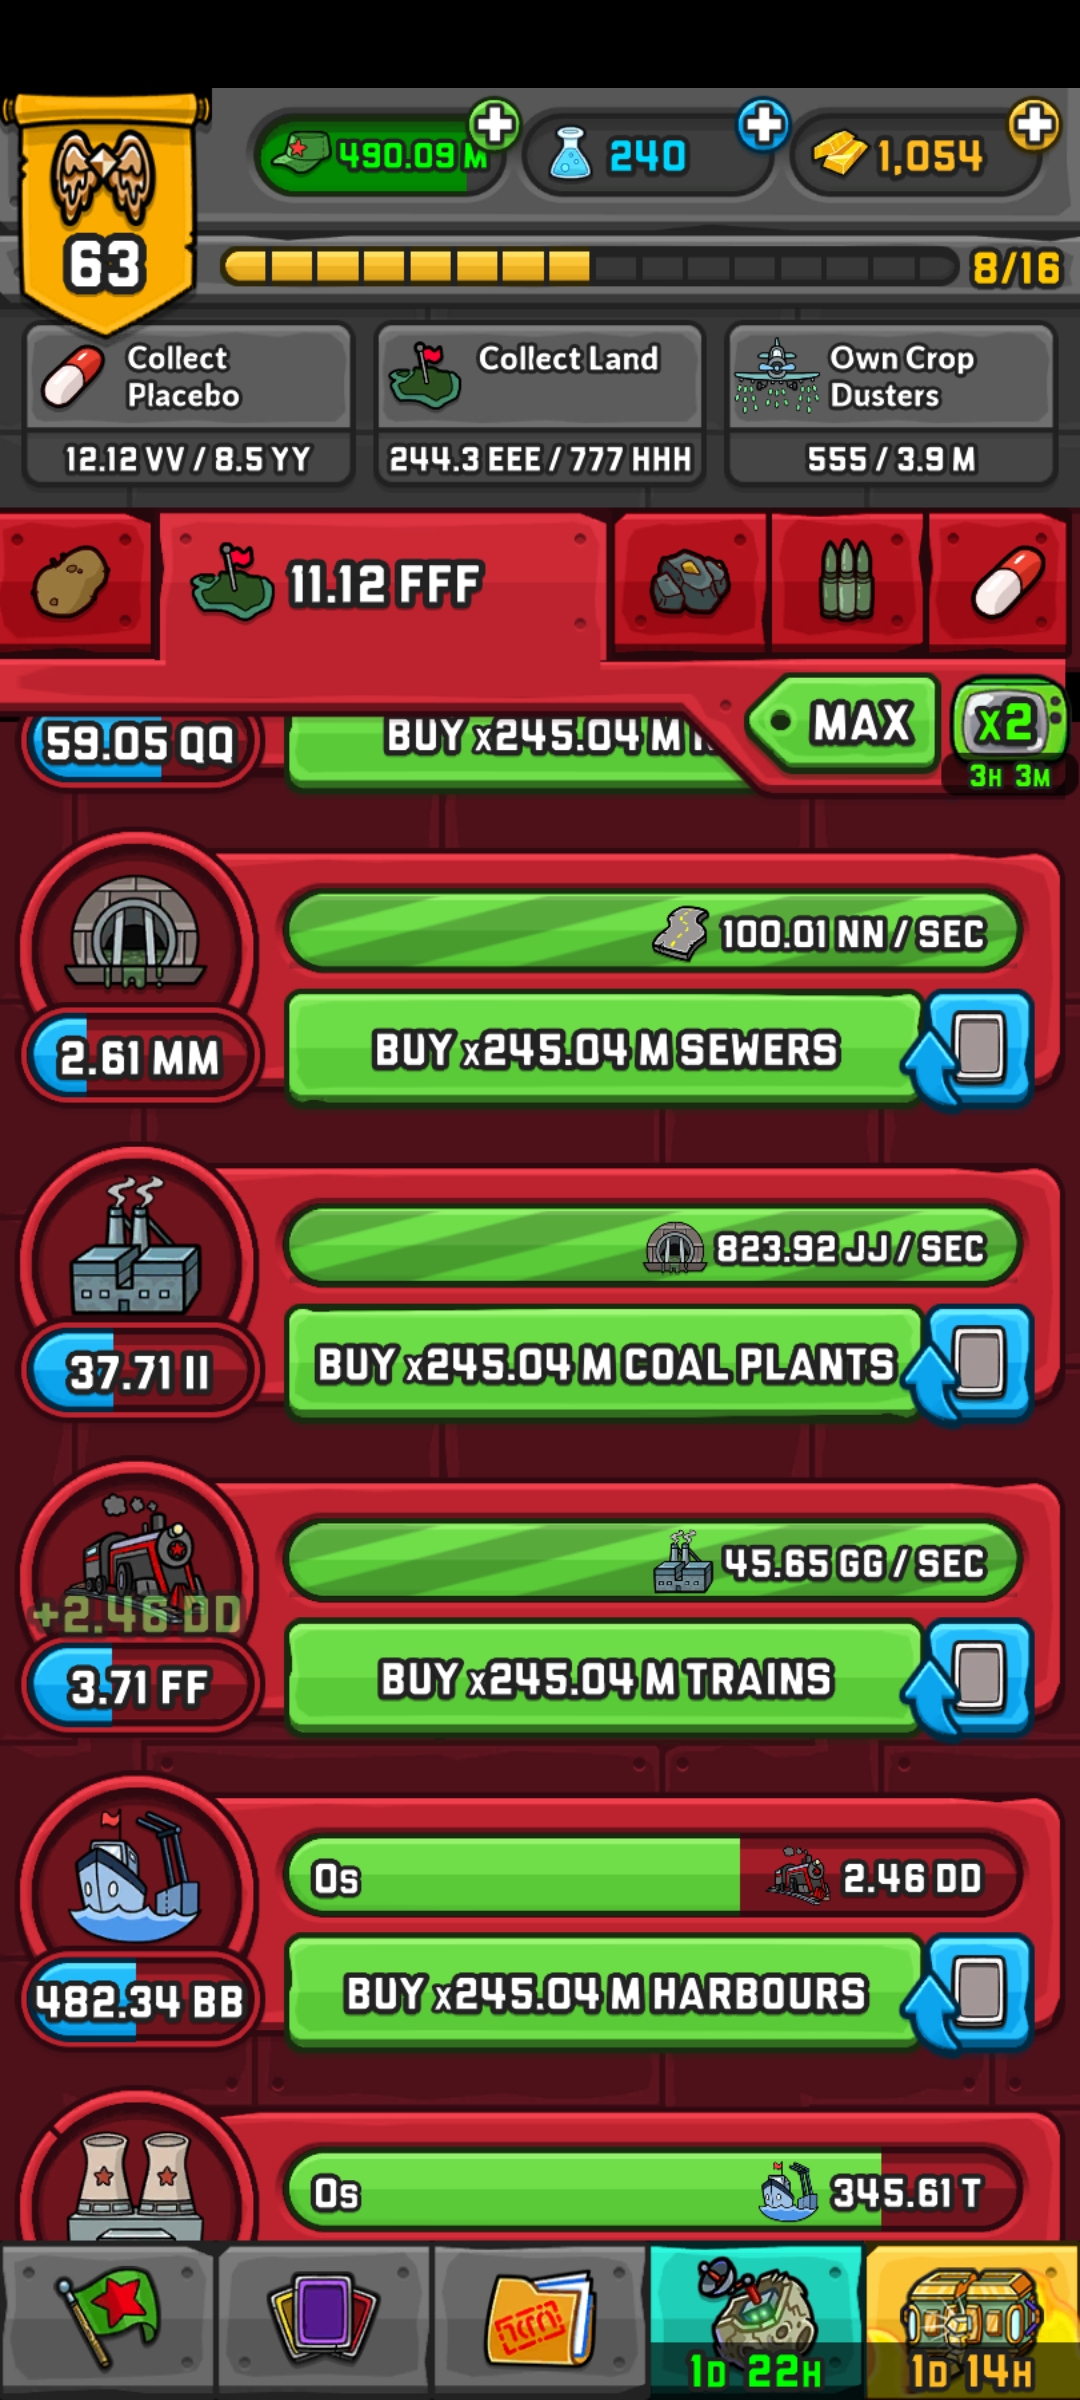 490.09 M
240
1,054
63
8/16
Collect
Placebo
12.12 VV / 8.5 YY
Collect Land
244.3 EEE / 777 HHH
Own Crop
Dusters
555 / 3.9 M
11.12 FFF
MAX
X2
3H 3M
59.05 QQ
BUY x245.04 M
100.01 NN / SEC
2.61 MM
BUY x245.04 M SEWERS
823.92 JJ / SEC
37.71 II
BUY x245.04 M COAL PLANTS
45.65 GG / SEC
+2.46 DD
3.71 FF
BUY x245.04 M TRAINS
0s
2.46 DD
482.34 BB
BUY x245.04 M HARBOURS
0s
345.61 T
1D 22H
1D 14H